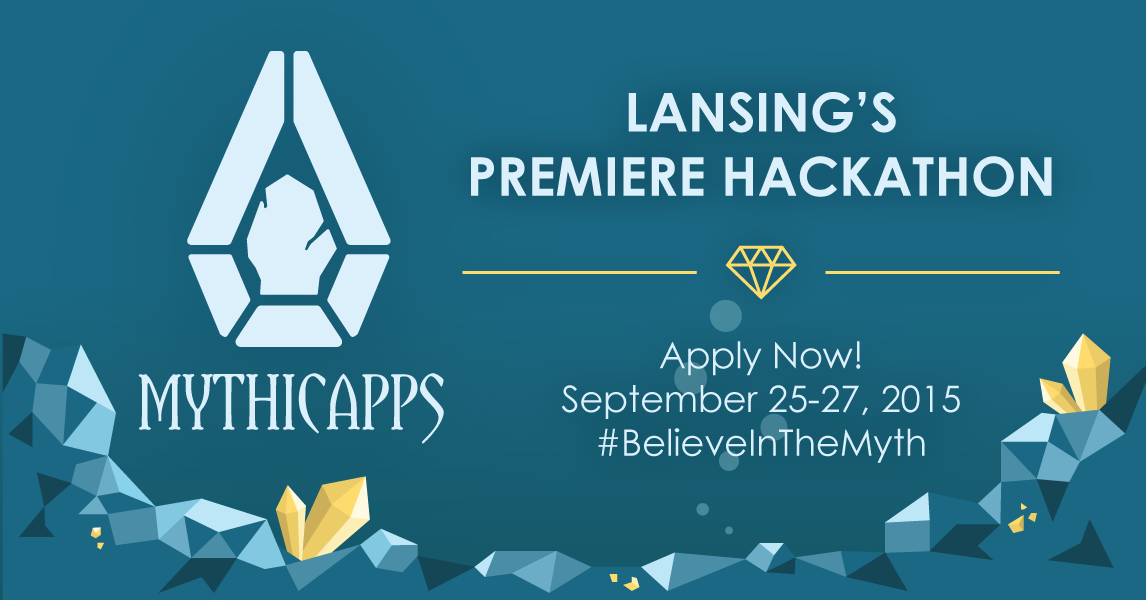 LANSING'S
PREMIERE HACKATHON
MYTHICAPPS
Apply Now!
September 25-27, 2015
#BelieveInTheMyth